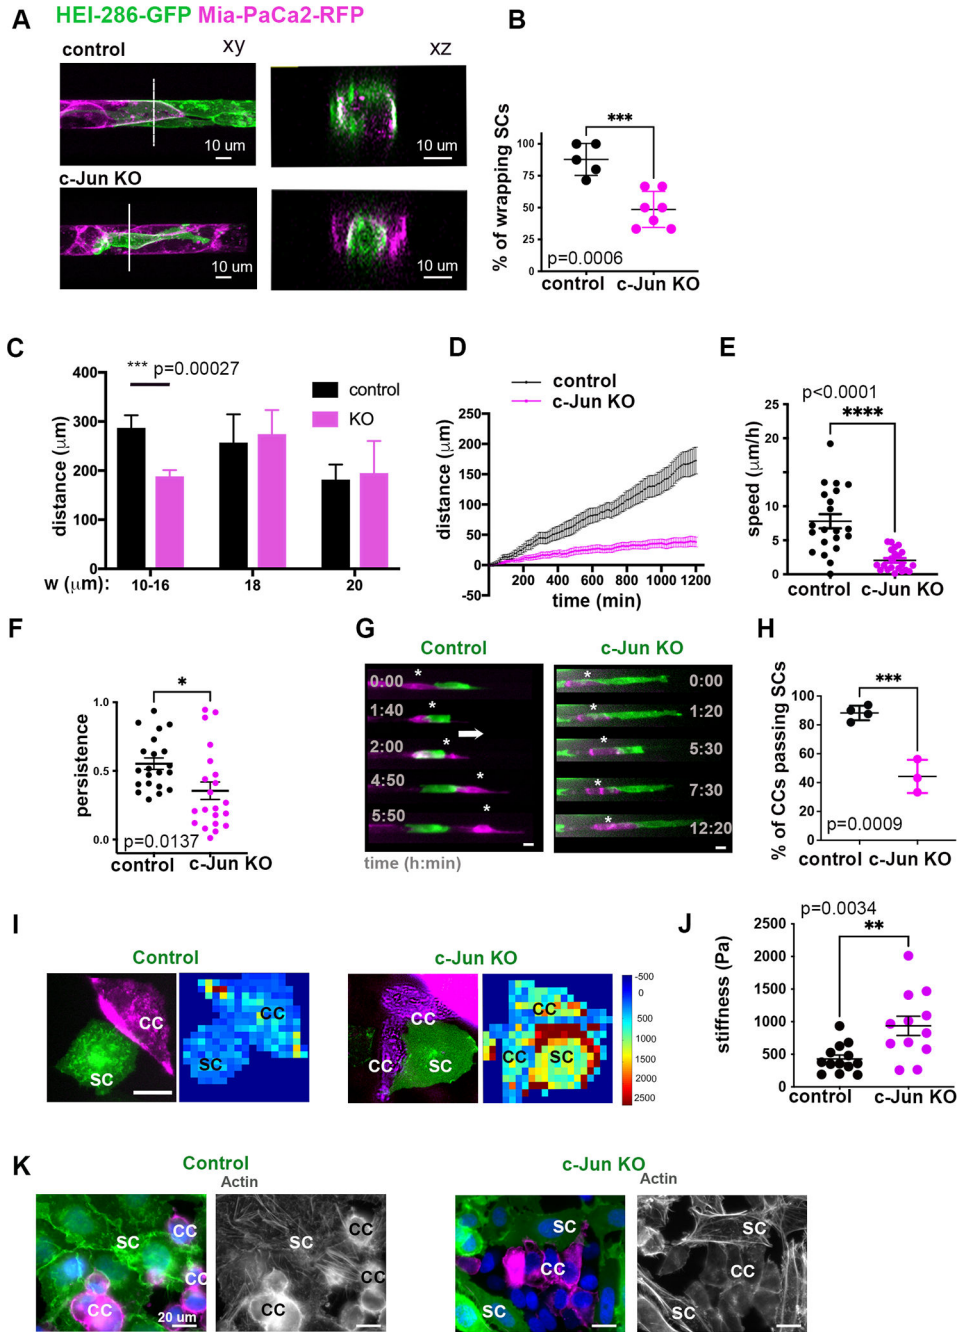 A
HEI-286-GFP Mia-PaCa2-RFP
control
xy
xz
10 um
10 um
c-Jun KO
10 um
10 um
B
% of wrapping SCs
100
75
50
25
0
***
p=0.0006
control
c-Jun KO
C
distance (µm)
400
300
200
100
0
*** p=0.00027
control
KO
w (µm):
10-16
18
20
D
control
c-Jun KO
distance (µm)
250
200
150
100
50
0
-50
200
400
600
800
1000
1200
time (min)
E
p<0.0001
****
speed (µm/h)
25
20
10
5
0
control
c-Jun KO
F
persistence
1.0
0.5
0.0
*
p=0.0137
control
c-Jun KO
G
Control
c-Jun KO
0:00
*
1:40
*
2:00
*
4:50
*
5:50
*
*
0:00
*
1:20
*
5:30
*
7:30
*
12:20
time (h:min)
H
% of CCs passing SCs
100
80
60
40
20
0
***
p=0.0009
control
c-Jun KO
I
Control
CC
SC
CC
SC
c-Jun KO
CC
CC
SC
CC
CC
SC
-500
0
500
1000
1500
2000
2500
J
p=0.0034
**
stiffness (Pa)
2500
2000
1500
1000
500
0
control
c-Jun KO
K
Control
Actin
SC
CC
CC
CC
20 um
SC
CC
CC
CC
c-Jun KO
Actin
SC
CC
SC
SC
CC
SC